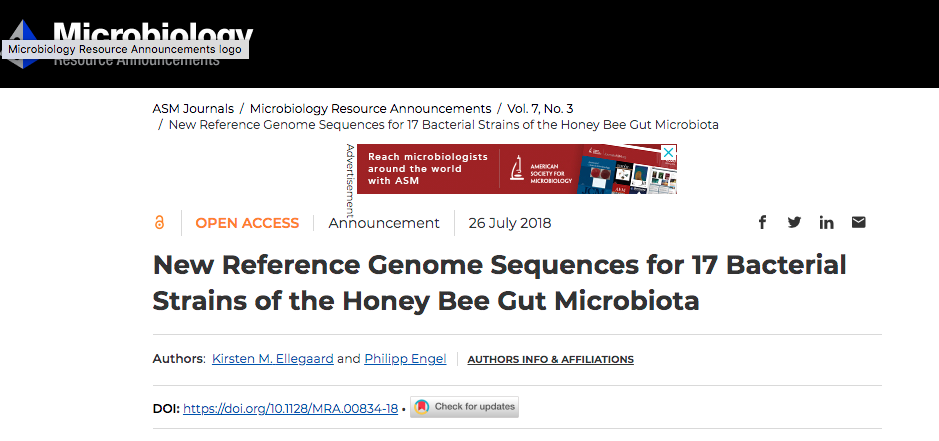 Microbiology
Microbiology Resource Announcements logo
Resource Announcements
ASM Journals / Microbiology Resource Announcements / Vol. 7, No. 3
/ New Reference Genome Sequences for 17 Bacterial Strains of the Honey Bee Gut Microbiota
Advertisement
Reach microbiologists
around the world
with ASM
AMERICAN
SOCIETY FOR
MICROBIOLOGY
OPEN ACCESS Announcement 26 July 2018
New Reference Genome Sequences for 17 Bacterial
Strains of the Honey Bee Gut Microbiota
Authors: Kirsten M. Ellegaard and Philipp Engel AUTHORS INFO & AFFILIATIONS
DOI: https://doi.org/10.1128/MRA.00834-18 • Check for updates